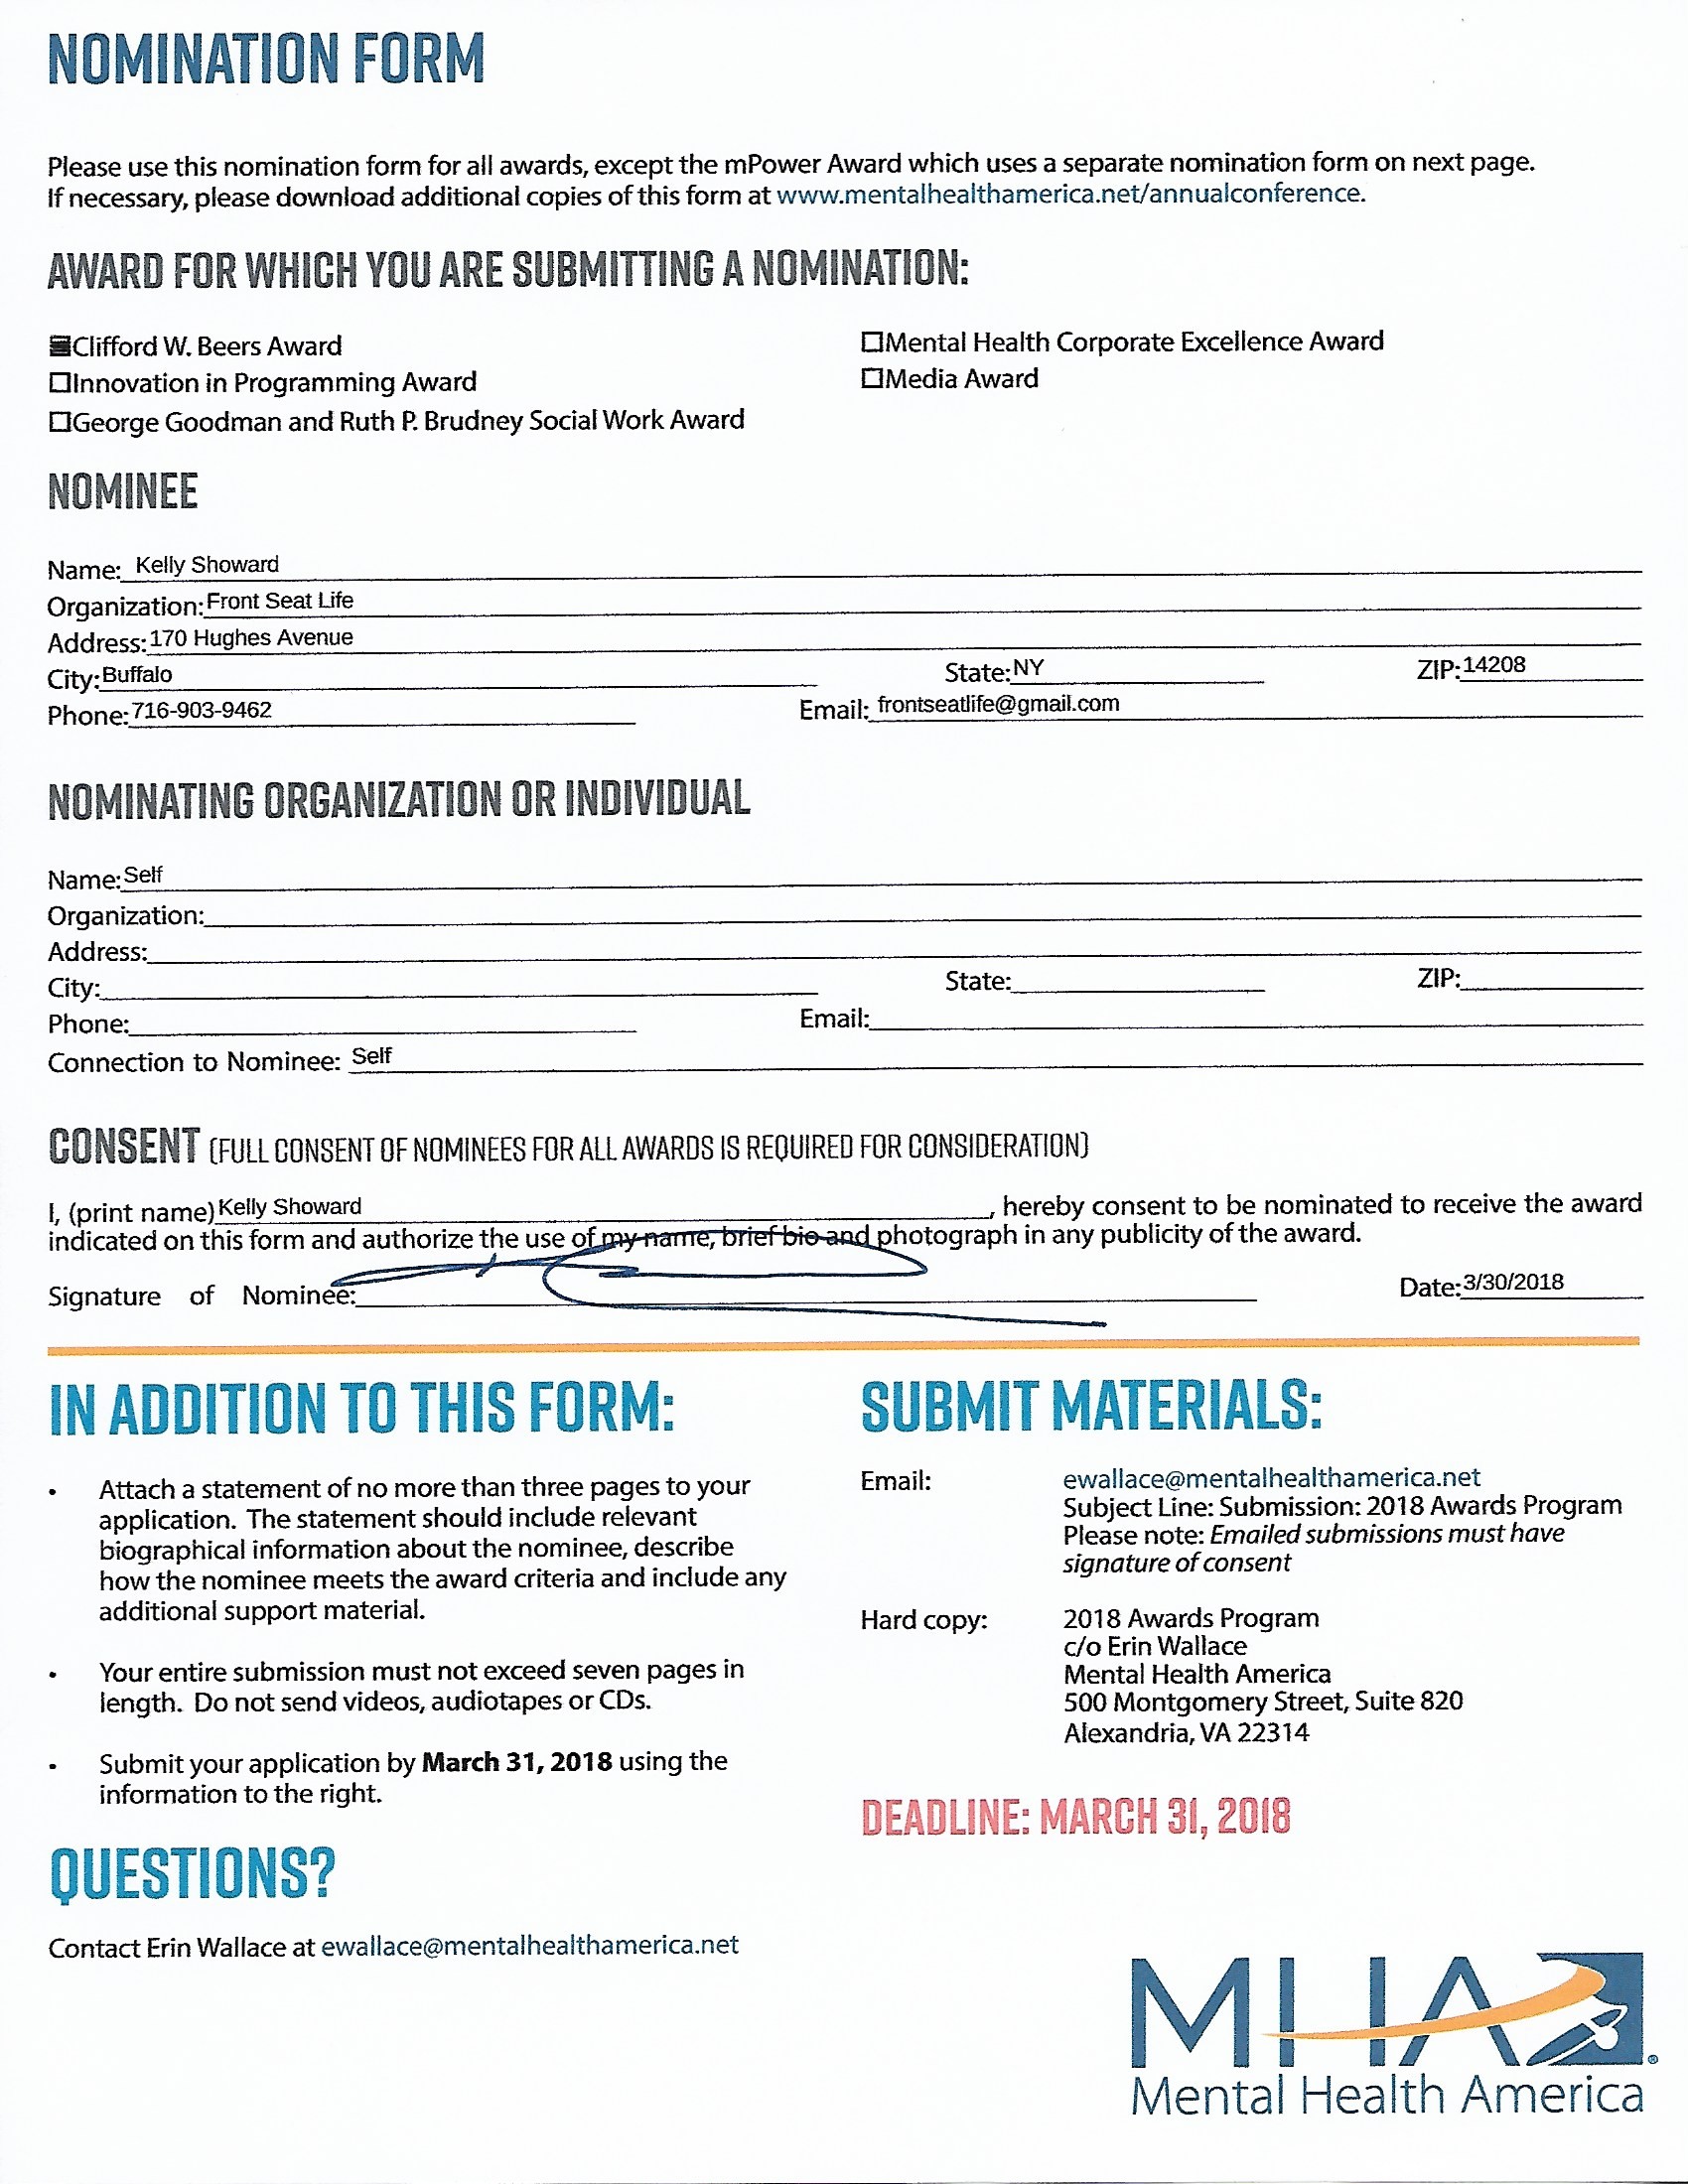 NOMINATION FORM
Please use this nomination form for all awards, except the mPower Award which uses a separate nomination form on next page.
If necessary, please download additional copies of this form at www.mentalhealthamerica.net/annualconference.
AWARD FOR WHICH YOU ARE SUBMITTING A NOMINATION:
Clifford W. Beers Award
Innovation in Programming Award
George Goodman and Ruth P. Brudney Social Work Award
Mental Health Corporate Excellence Award
Media Award
NOMINEE
Name: Kelly Showard
Organization: Front Seat Life
Address: 170 Hughes Avenue
City: Buffalo State: NY ZIP: 14208
Phone: 716-903-9462 Email: frontseatlife@gmail.com
NOMINATING ORGANIZATION OR INDIVIDUAL
Name: Self
Organization:
Address:
City: State: ZIP:
Phone: Email:
Connection to Nominee: Self
CONSENT (FULL CONSENT OF NOMINEES FOR ALL AWARDS IS REQUIRED FOR CONSIDERATION)
I, (print name) Kelly Showard, hereby consent to be nominated to receive the award
indicated on this form and authorize the use of my name, brief bio and photograph in any publicity of the award.
Signature of Nominee: Date: 3/30/2018
IN ADDITION TO THIS FORM:
• Attach a statement of no more than three pages to your
application. The statement should include relevant
biographical information about the nominee, describe
how the nominee meets the award criteria and include any
additional support material.
• Your entire submission must not exceed seven pages in
length. Do not send videos, audiotapes or CDs.
• Submit your application by March 31, 2018 using the
information to the right.
QUESTIONS?
Contact Erin Wallace at ewallace@mentalhealthamerica.net
SUBMIT MATERIALS:
Email: ewallace@mentalhealthamerica.net
Subject Line: Submission: 2018 Awards Program
Please note: Emailed submissions must have
signature of consent
Hard copy: 2018 Awards Program
c/o Erin Wallace
Mental Health America
500 Montgomery Street, Suite 820
Alexandria, VA 22314
DEADLINE: MARCH 31, 2018
MHA®
Mental Health America